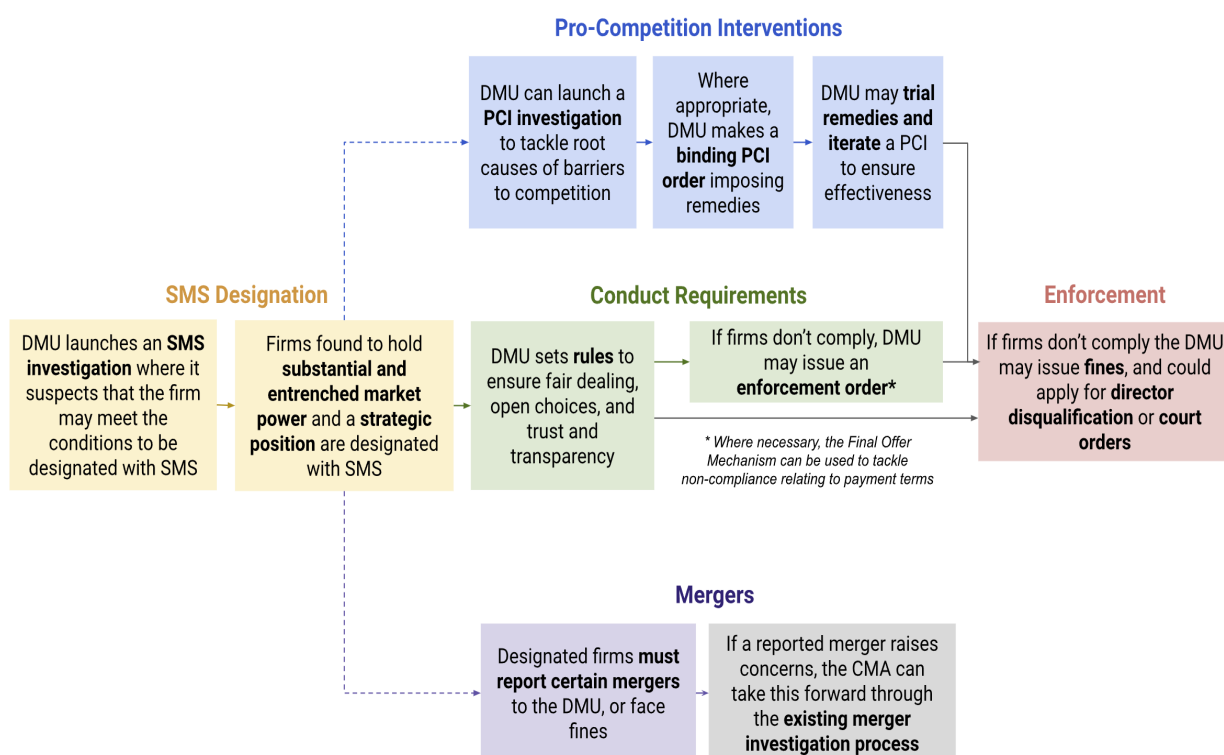 Pro-Competition Interventions
DMU can launch a
PCI investigation
to tackle root
causes of barriers
to competition
Where
appropriate,
DMU makes a
binding PCI
order imposing
remedies
DMU may trial
remedies and
iterate a PCI
to ensure
effectiveness
SMS Designation
DMU launches an SMS
investigation where it
suspects that the firm
may meet the
conditions to be
designated with SMS
Firms found to hold
substantial and
entrenched market
power and a strategic
position are designated
with SMS
Conduct Requirements
DMU sets rules to
ensure fair dealing,
open choices, and
trust and
transparency
If firms don’t comply, DMU
may issue an
enforcement order*
* Where necessary, the Final Offer
Mechanism can be used to tackle
non-compliance relating to payment terms
Enforcement
If firms don’t comply the DMU
may issue fines, and could
apply for director
disqualification or court
orders
Mergers
Designated firms must
report certain mergers
to the DMU, or face
fines
If a reported merger raises
concerns, the CMA can
take this forward through
the existing merger
investigation process